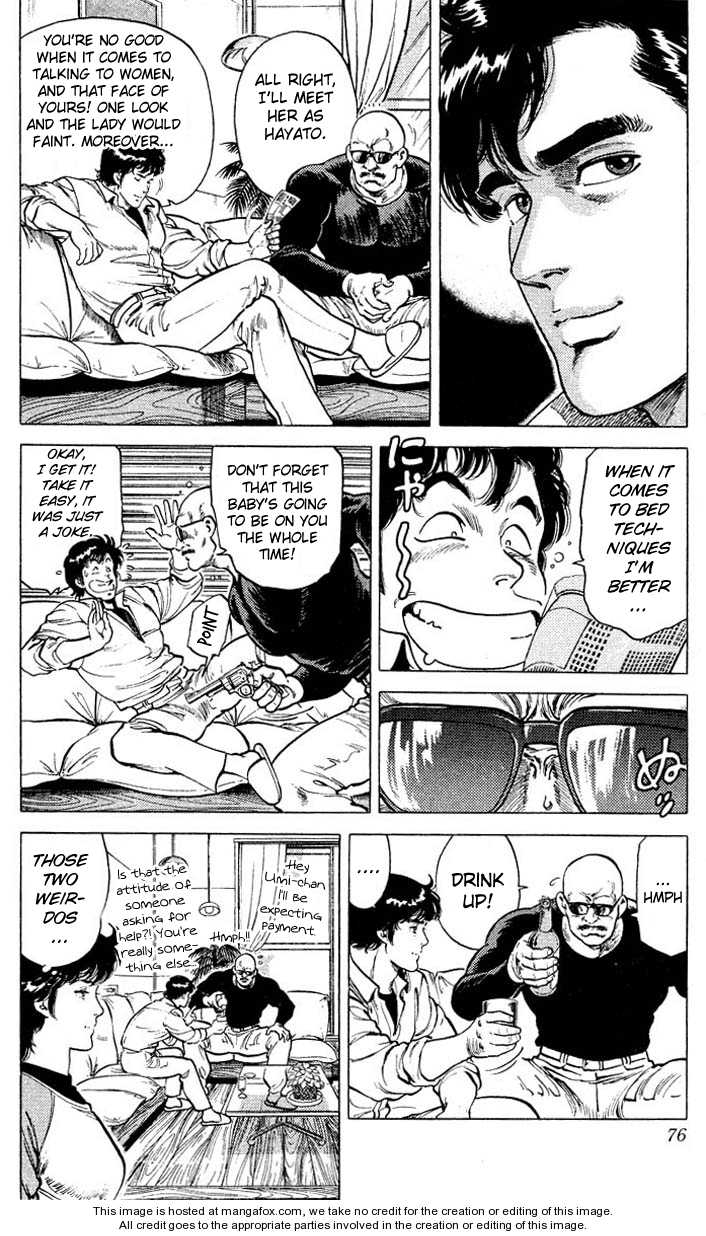 YOU'RE NO GOOD
WHEN IT COMES TO
TALKING TO WOMEN,
AND THAT FACE OF
YOURS! ONE LOOK
AND THE LADY WOULD
FAINT. MOREOVER...
ALL RIGHT,
I'LL MEET
HER AS
HAYATO.
OKAY,
I GET IT!
TAKE IT
EASY, IT
WAS JUST
A JOKE.
DON'T FORGET
THAT THIS
BABY'S GOING
TO BE ON YOU
THE WHOLE
TIME!
POINT
にゃ
WHEN IT
COMES
TO BED
TECH-
NIQUES
I'M
BETTER
...
ぬッ
THOSE
TWO
WEIR-
DOS
...
Is that the
attitude of
someone
asking for
help?! You're
really some-
thing else...
Hmph!!
Hey
Umi-chan
I'll be
expecting
payment
....
DRINK
UP!
...
HMPH
76
This image is hosted at mangafox.com, we take no credit for the creation or editing of this image.
All credit goes to the appropriate parties involved in the creation or editing of this image.